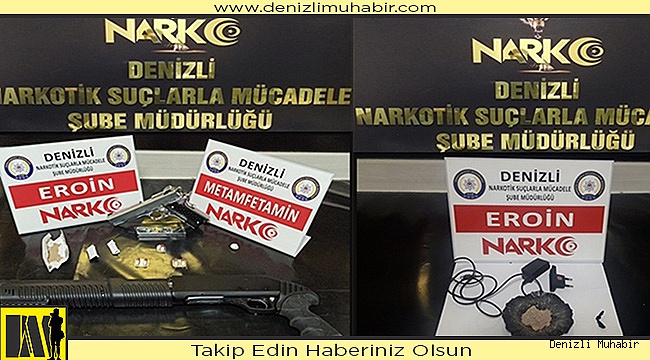 www.denizlimuhabir.com
NARKO
DENİZLİ
NARKOTİK SUÇLARLA MÜCADELE
ŞUBE MÜDÜRLÜĞÜ
DENİZLİ
NARKOTİK SUÇLARLA MÜCADELE
ŞUBE MÜDÜRLÜĞÜ
EROİN
NARKO
DENİZLİ
NARKOTİK SUÇLARLA MÜCADELE
ŞUBE MÜDÜRLÜĞÜ
METAMFETAMİN
NARKO
NARK
DENİZLİ
NARKOTİK SUÇLARLA MÜCADE
ŞUBE MÜDÜRLÜĞÜ
DENİZLİ
NARKOTİK SUÇLARLA MÜCADELE
ŞUBE MÜDÜRLÜĞÜ
EROİN
NARKO
Denizli Muhabir
Takip Edin Haberiniz Olsun